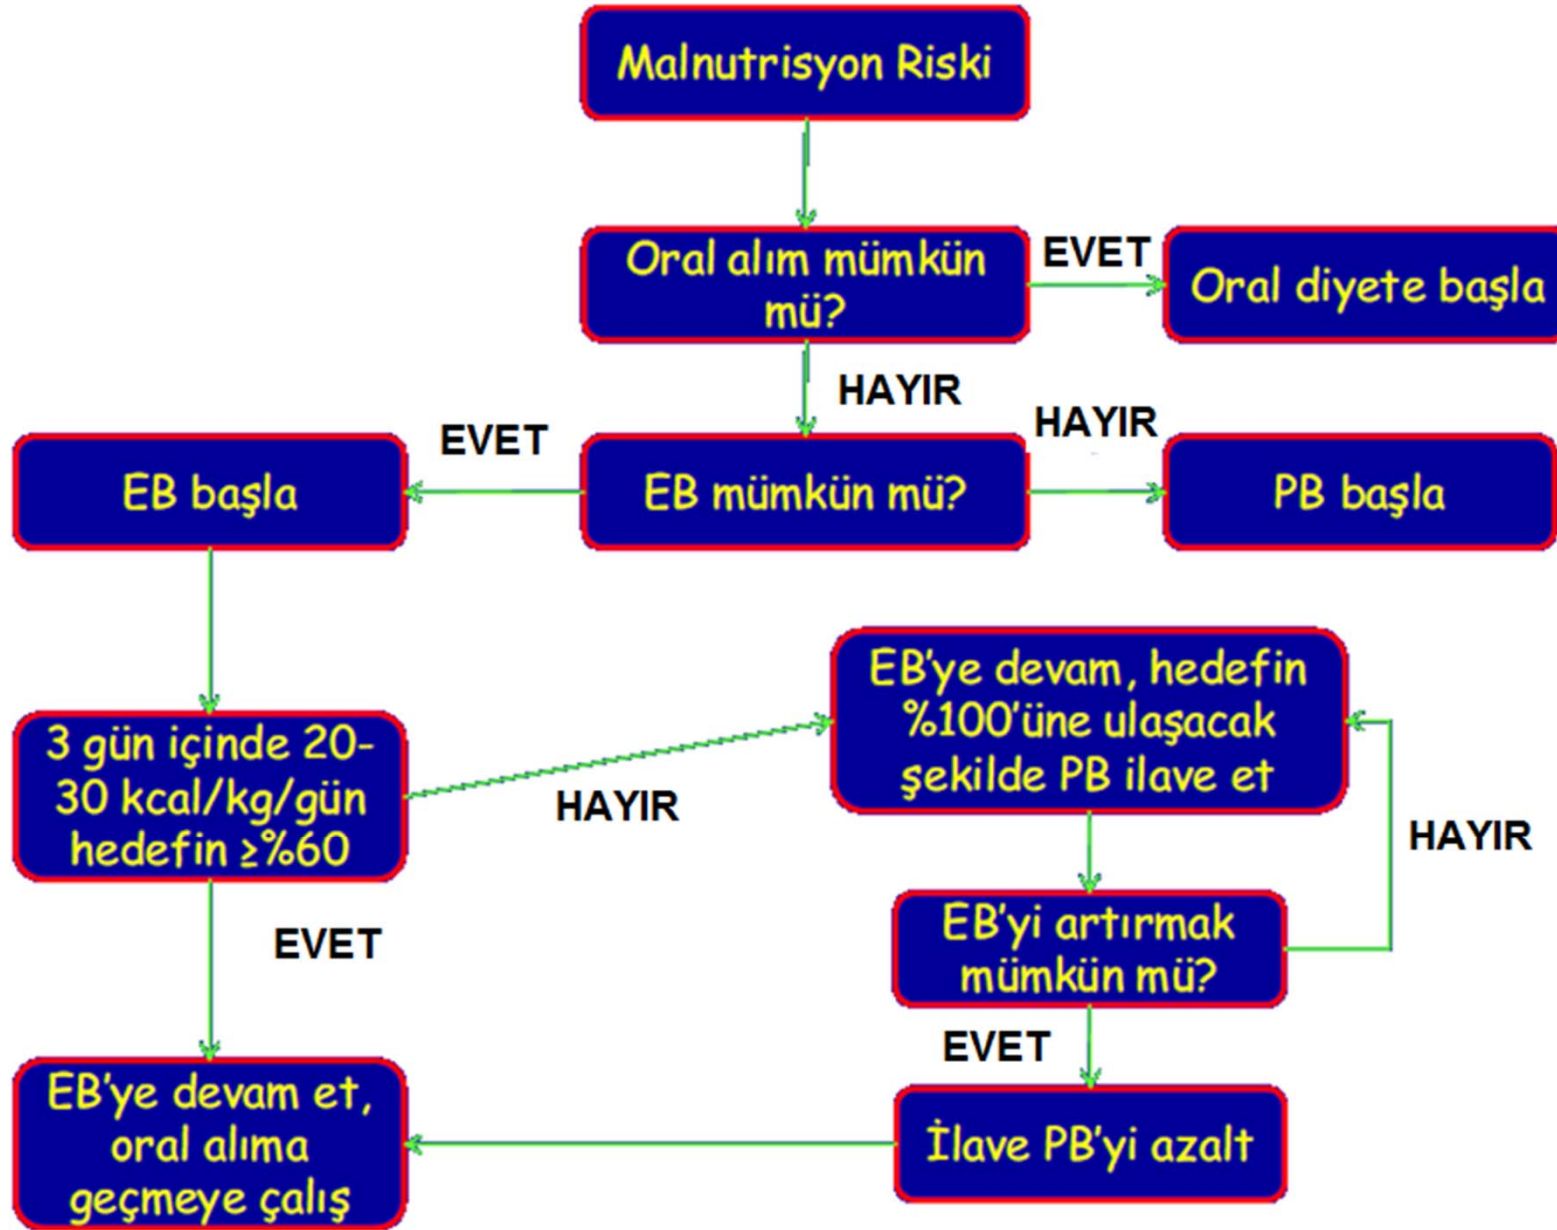 Malnutrisyon Riski
Oral alım mümkün
mü?
EVET
Oral diyete başla
HAYIR
EVET
HAYIR
EB başla
EB mümkün mü?
PB başla
3 gün içinde 20-
30 kcal/kg/gün
hedefin ≥%60
HAYIR
EB'ye devam, hedefin
%100'üne ulaşacak
şekilde PB ilave et
HAYIR
EB'yi artırmak
mümkün mü?
EVET
EVET
EB'ye devam et,
oral alıma
geçmeye çalış
İlave PB'yi azalt